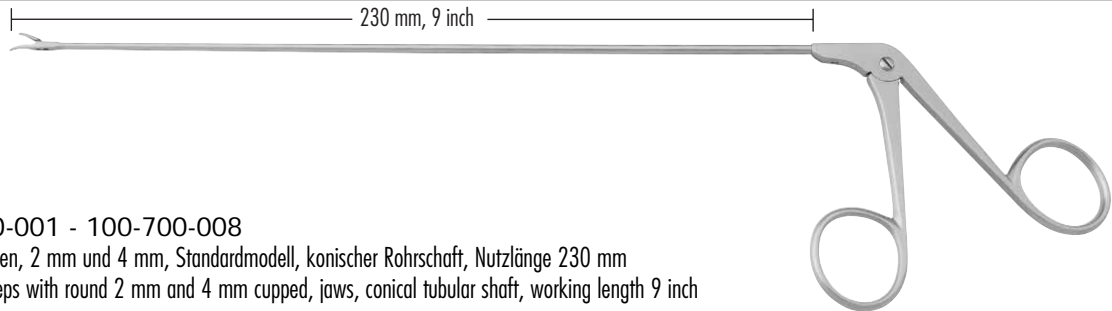 230 mm, 9 inch
0-001 - 100-700-008
en, 2 mm und 4 mm, Standardmodell, konischer Rohrschaft, Nutzlänge 230 mm
eps with round 2 mm and 4 mm cupped, jaws, conical tubular shaft, working length 9 inch